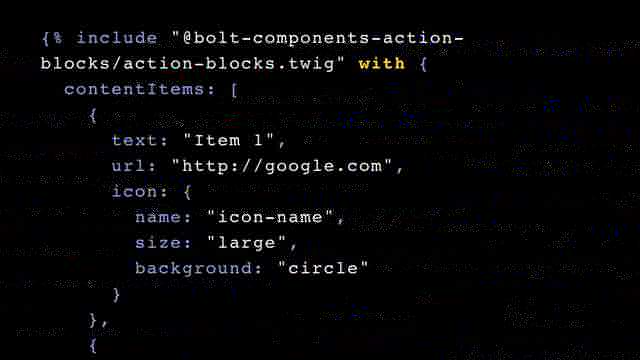 {% include "@bolt-components-action-
blocks/action-blocks.twig" with {
contentItems: [
{
text: "Item 1",
url: "http://google.com",
icon: {
name: "icon-name",
size: "large",
background: "circle"
}
},
{